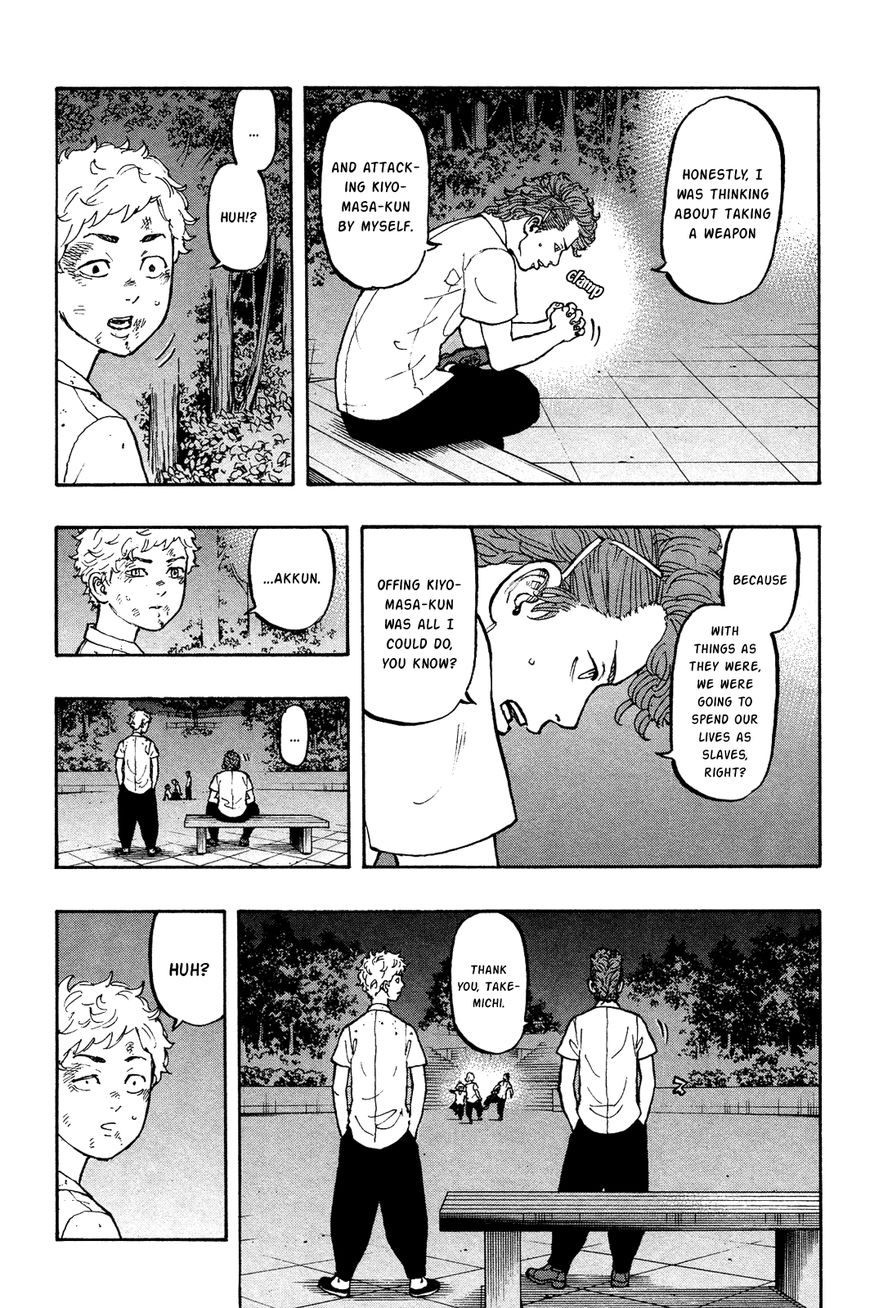 HONESTLY, I
WAS THINKING
ABOUT TAKING
A WEAPON
AND ATTACK-
ING KIYO-
MASA-KUN
BY MYSELF.
clamp
...
HUH!?
BECAUSE
WITH
THINGS AS
THEY WERE,
WE WERE
GOING TO
SPEND OUR
LIVES AS
SLAVES,
RIGHT?
OFFING KIYO-
MASA-KUN
WAS ALL I
COULD DO,
YOU KNOW?
...AKKUN.
...
THANK
YOU, TAKE-
MICHI.
HUH?